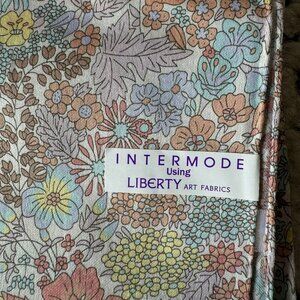 INTERMODE
Using
LIBERTY ART FABRICS